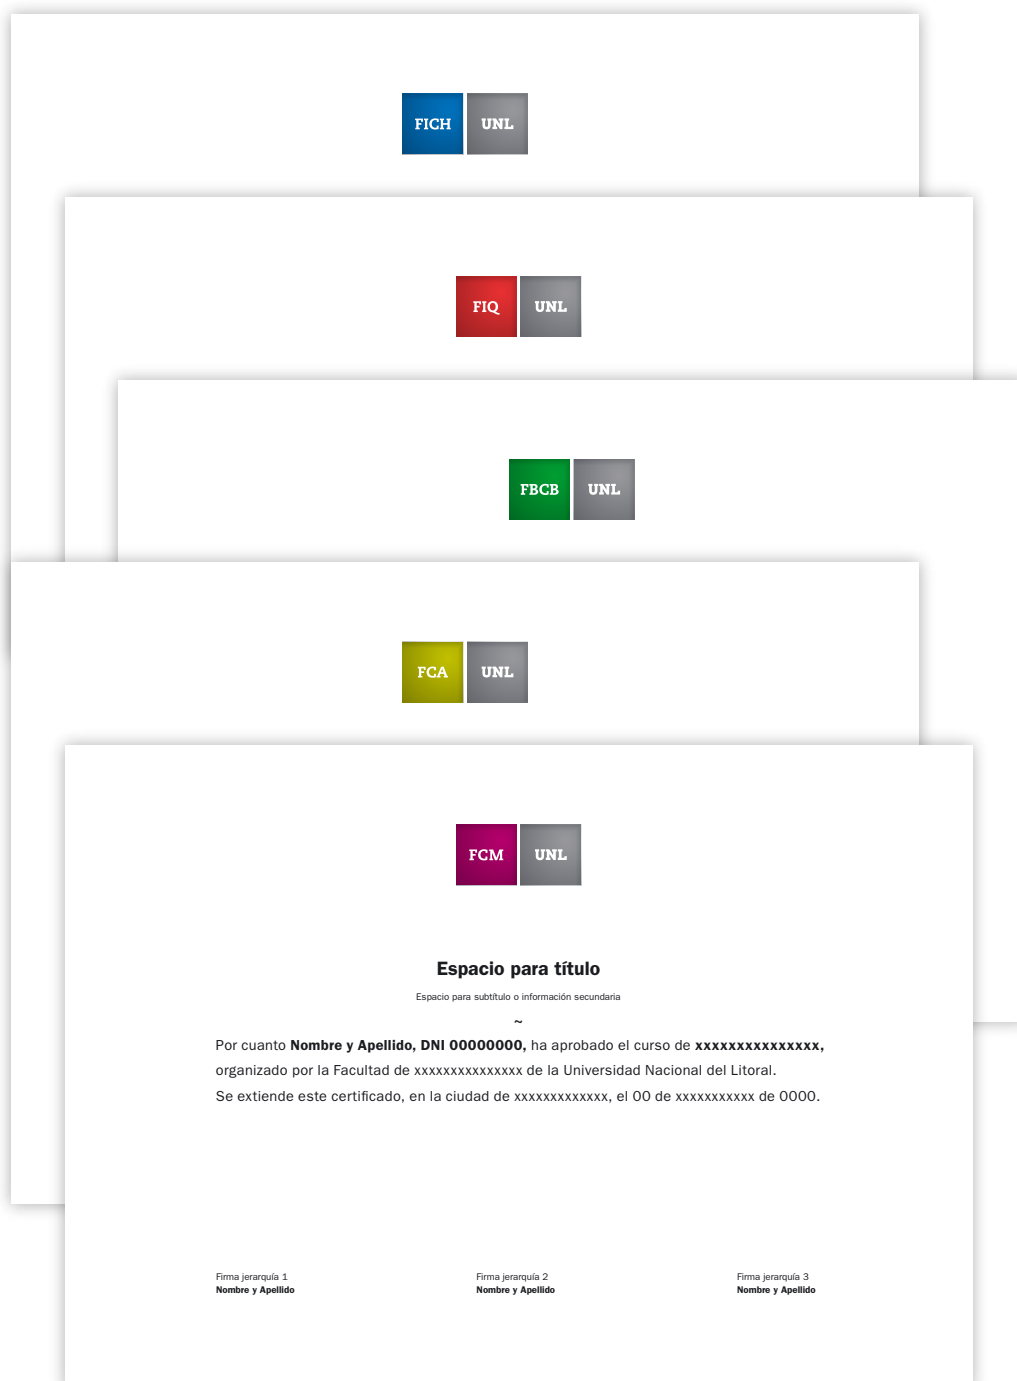 FICH UNL
FIQ UNL
FBCB UNL
FCA UNL
FCM UNL
Espacio para título
Espacio para subtítulo o información secundaria
~
Por cuanto Nombre y Apellido, DNI 00000000, ha aprobado el curso de xxxxxxxxxxxxxxx,
organizado por la Facultad de xxxxxxxxxxxxxxx de la Universidad Nacional del Litoral.
Se extiende este certificado, en la ciudad de xxxxxxxxxxxxx, el 00 de xxxxxxxxxxx de 0000.
Firma jerarquía 1 Firma jerarquía 2 Firma jerarquía 3
Nombre y Apellido Nombre y Apellido Nombre y Apellido